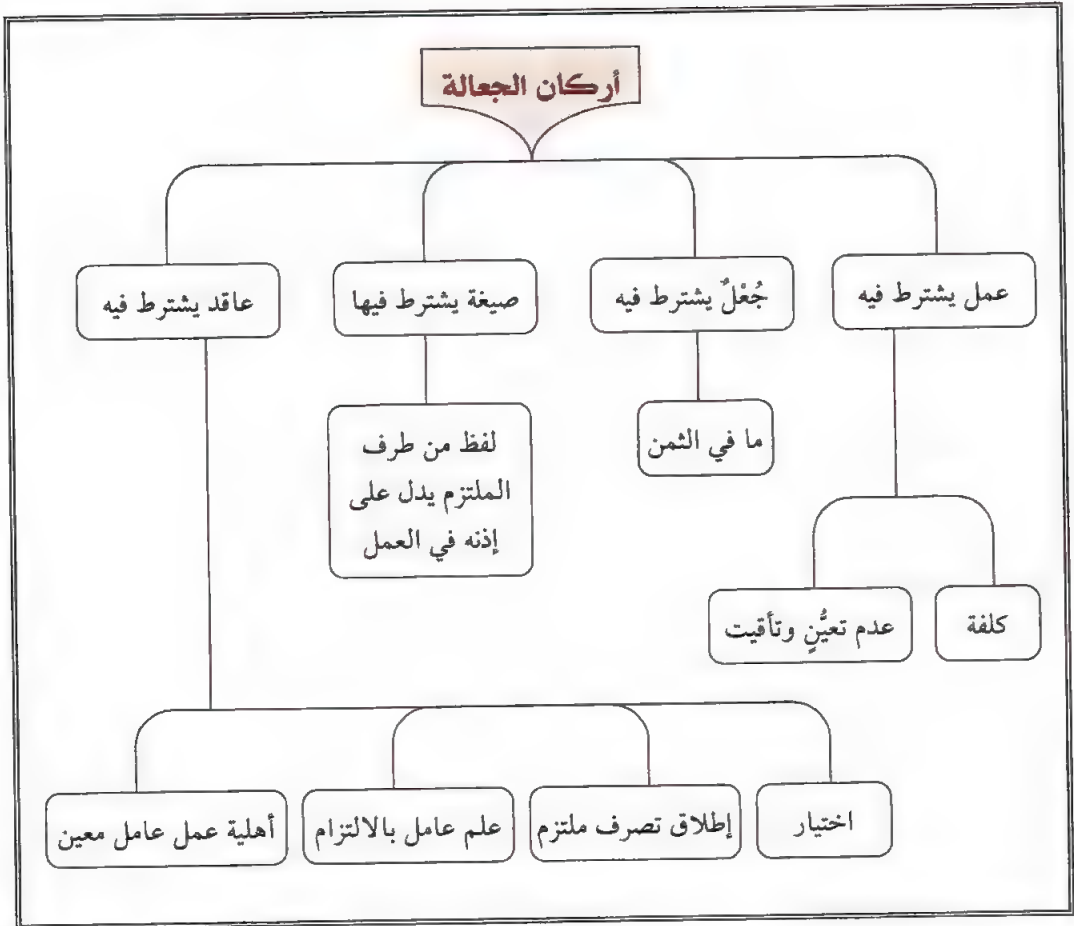 أركان الجعالة
عمل يشترط فيه
جُعْلٌ يشترط فيه
صيغة يشترط فيها
عاقد يشترط فيه
ما في الثمن
لفظ من طرف
الملتزم يدل على
إذنه في العمل
كلفة
عدم تعيُّنٍ وتأقيت
اختيار
إطلاق تصرف ملتزم
علم عامل بالالتزام
أهلية عمل عامل معين